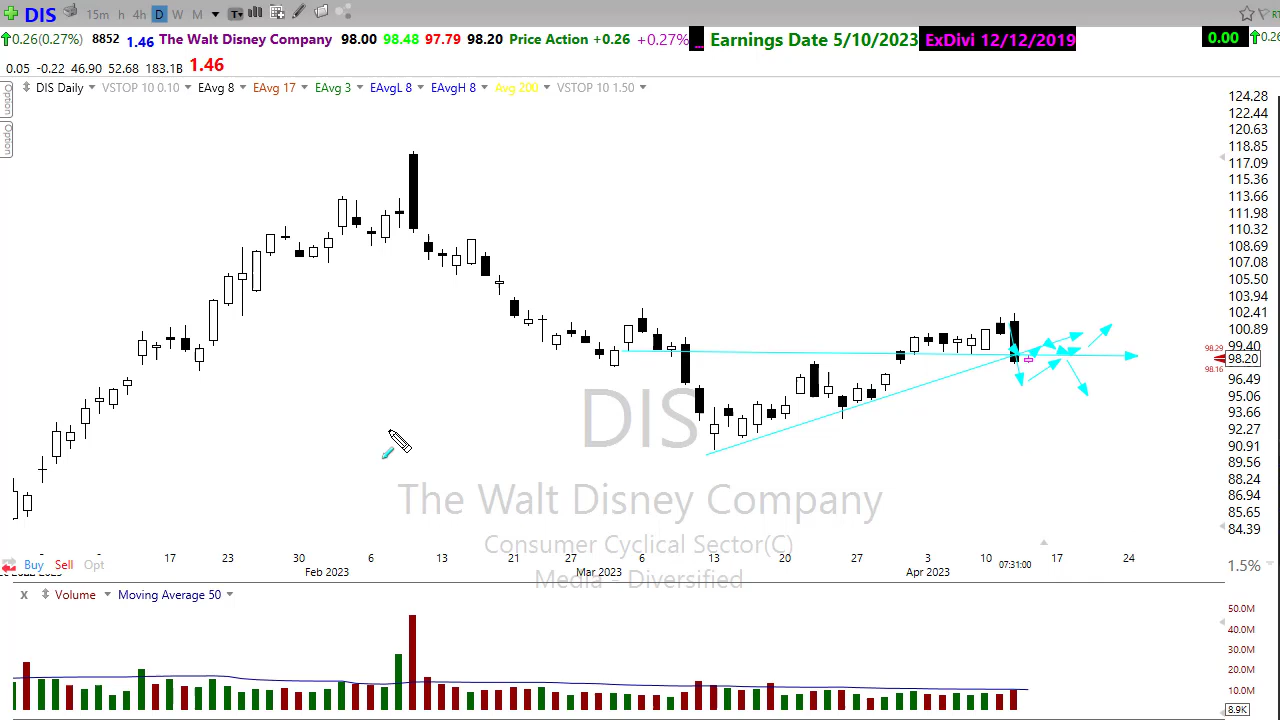 DIS 15m h 4h D W M T
0.26(0.27%) 8852 1.46 The Walt Disney Company 98.00 98.48 97.79 98.20 Price Action +0.26 +0.27% Earnings Date 5/10/2023 ExDivi 12/12/2019 0.00
0.05 -0.22 46.90 52.68 183.1B 1.46
DIS Daily VSTOP 10 0.10 EAvg 8 EAvg 17 EAvg 3 EAvgL 8 EAvgH 8 Avg 200 VSTOP 10 1.50
Option
Option
124.28
122.44
120.63
118.85
117.09
115.36
113.66
111.98
110.32
108.69
107.08
105.50
103.94
102.41
100.89
99.40
98.29
98.20
98.16
96.49
95.06
93.66
92.27
90.91
89.56
88.24
86.94
85.65
84.39
DIS
The Walt Disney Company
Consumer Cyclical Sector(C)
Media - Diversified
17 23 30 6 13 21 27 6 13 20 27 3 10 17 24
Feb 2023 Mar 2023 Apr 2023 07:31:00
Buy Sell Opt
1.5%
X Volume Moving Average 50
50.0M
40.0M
30.0M
20.0M
10.0M
8.9K